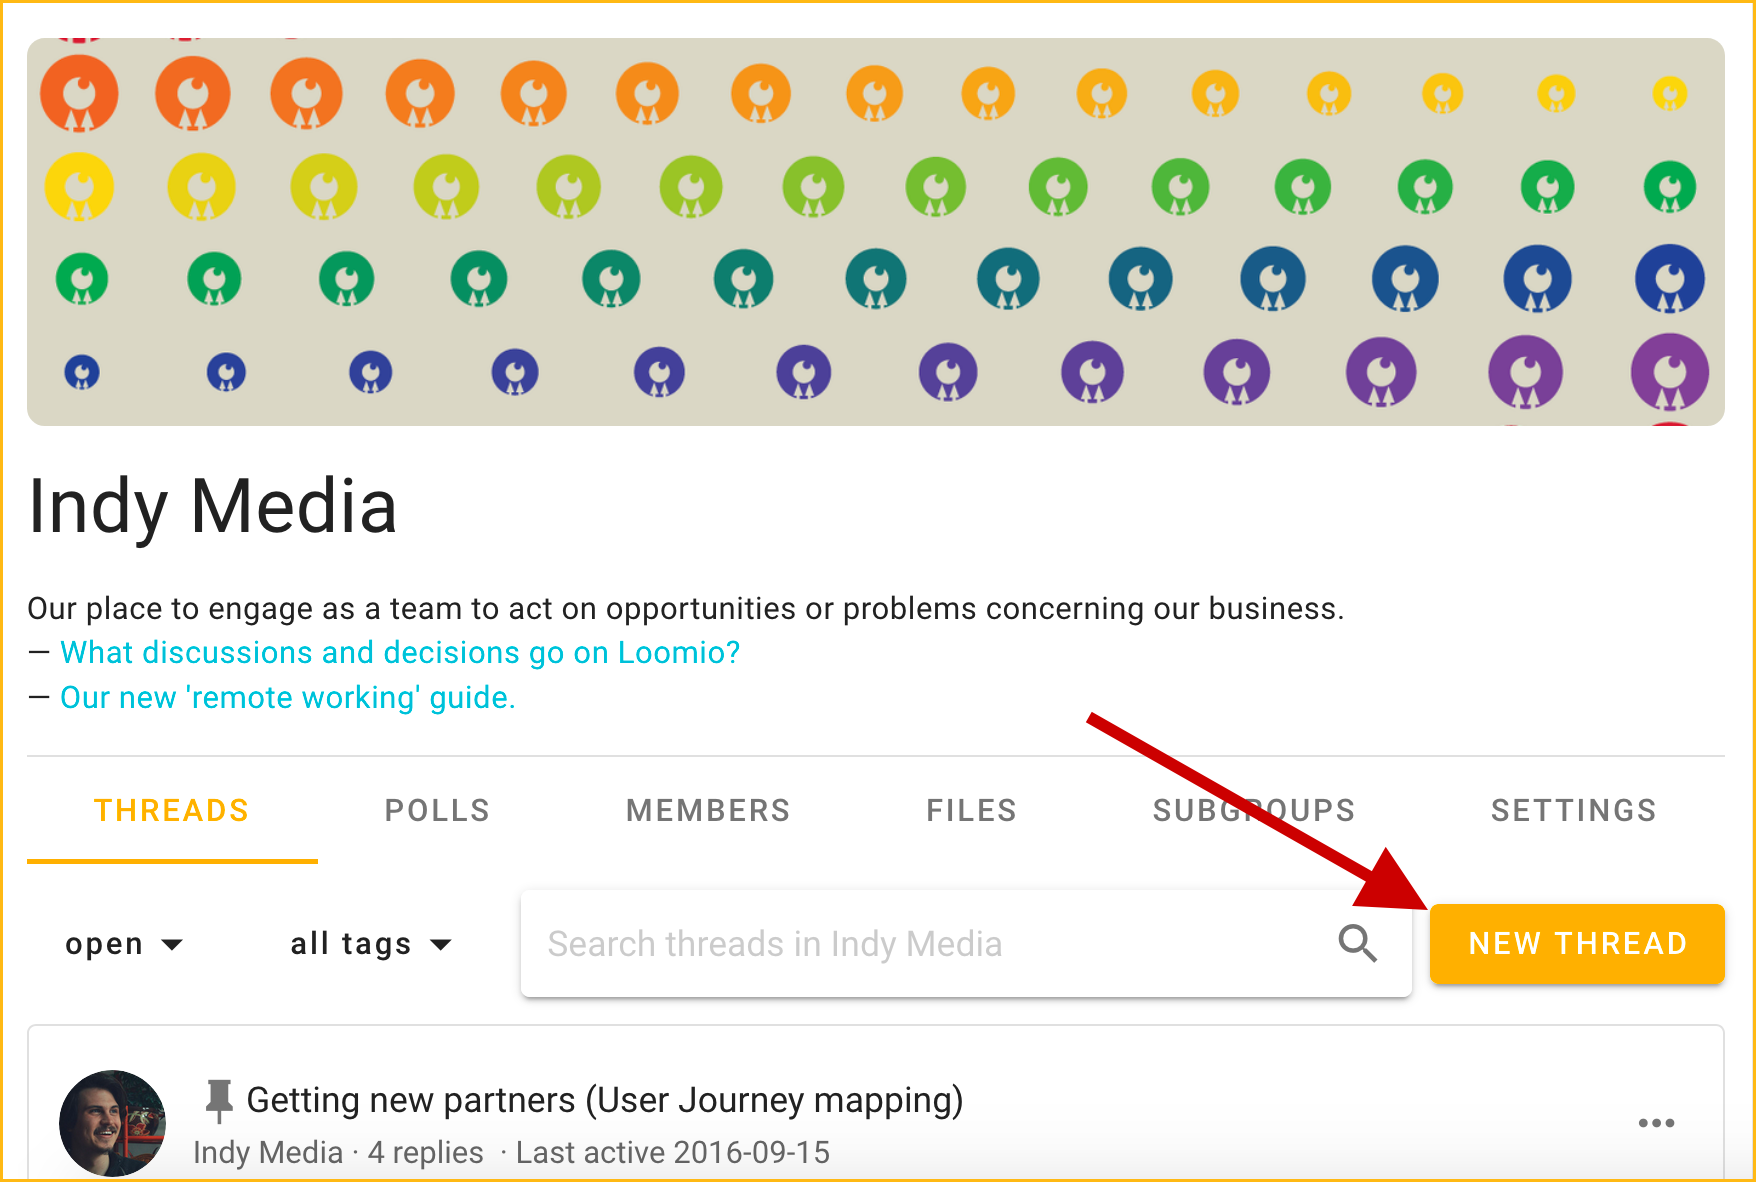 Indy Media
Our place to engage as a team to act on opportunities or problems concerning our business.
— What discussions and decisions go on Loomio?
— Our new 'remote working' guide.
THREADS POLLS MEMBERS FILES SUBGROUPS SETTINGS
open all tags Search threads in Indy Media NEW THREAD
Getting new partners (User Journey mapping)
Indy Media · 4 replies · Last active 2016-09-15